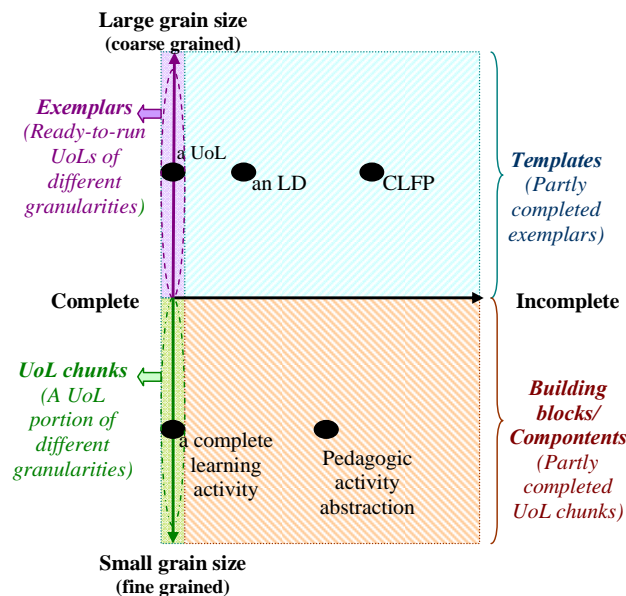 Large grain size
(coarse grained)
Exemplars
(Ready-to-run
UoLs of
different
granularities)
a UoL
an LD
CLFP
Templates
(Partly
completed
exemplars)
Complete
Incomplete
UoL chunks
(A UoL
portion of
different
granularities)
a complete
learning
activity
Pedagogic
activity
abstraction
Building
blocks/
Compontents
(Partly
completed
UoL chunks)
Small grain size
(fine grained)